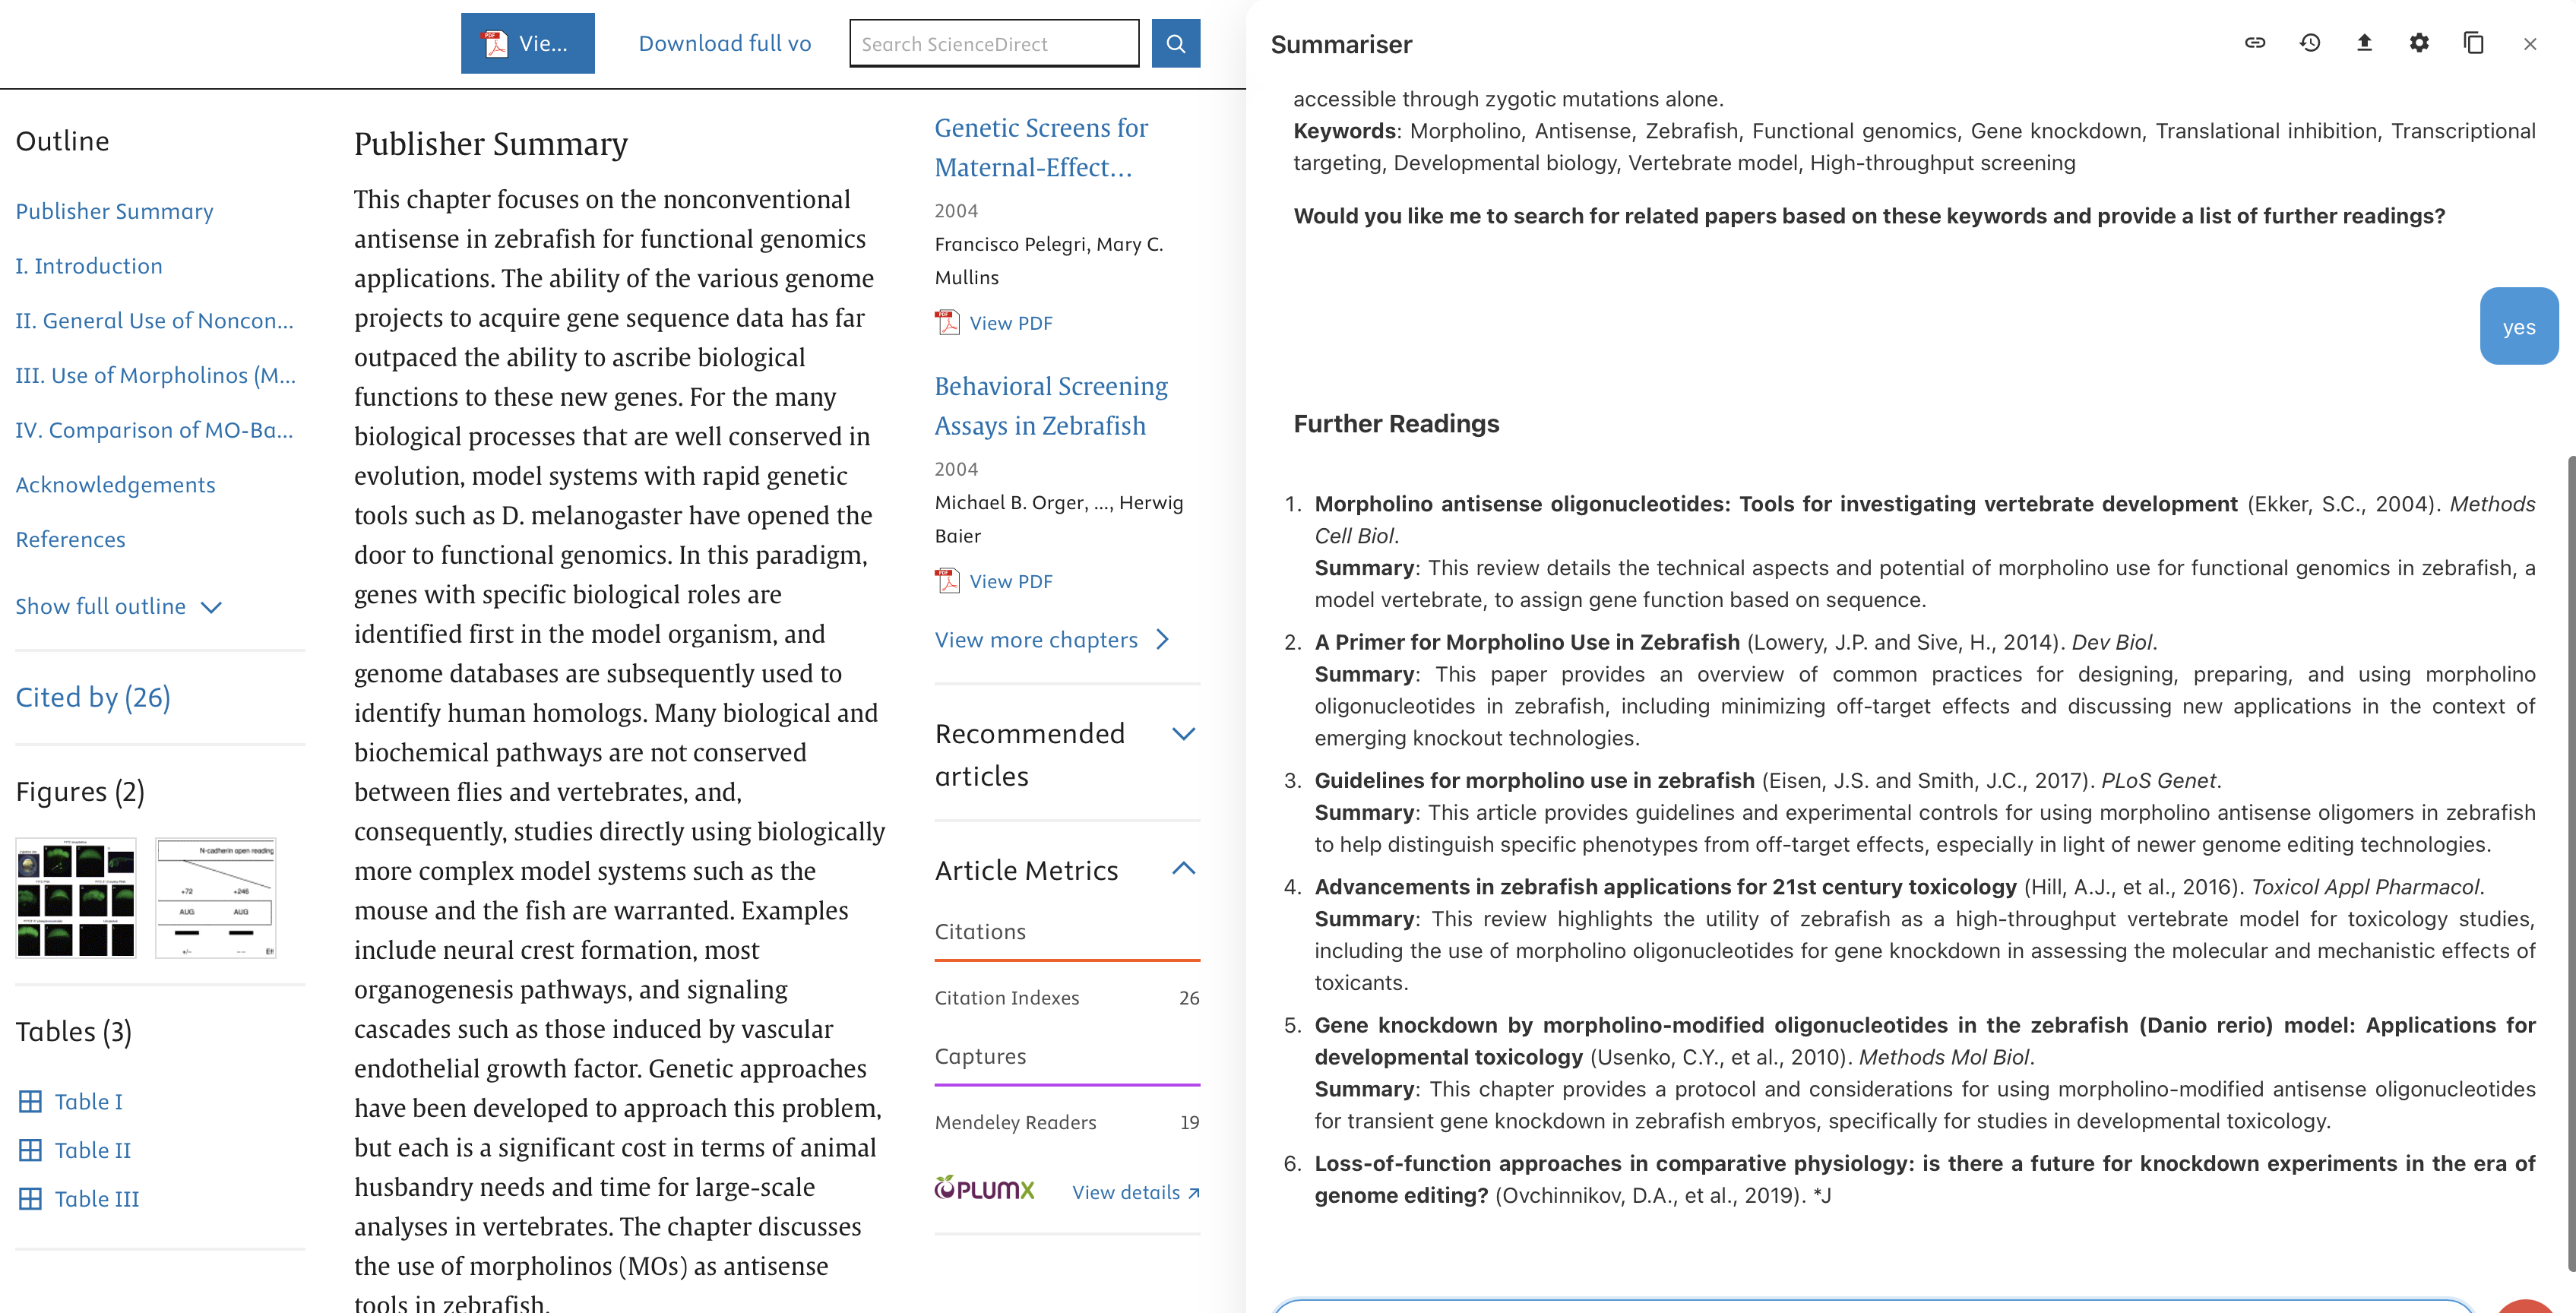 Vie...
Download full vo
Search ScienceDirect
Outline
Publisher Summary
I. Introduction
II. General Use of Noncon...
III. Use of Morpholinos (M...
IV. Comparison of MO-Ba...
Acknowledgements
References
Show full outline
Cited by (26)
Figures (2)
N-cadherin open reading
+72 +246
AUG AUG
Tables (3)
Table I
Table II
Table III
Publisher Summary
This chapter focuses on the nonconventional
antisense in zebrafish for functional genomics
applications. The ability of the various genome
projects to acquire gene sequence data has far
outpaced the ability to ascribe biological
functions to these new genes. For the many
biological processes that are well conserved in
evolution, model systems with rapid genetic
tools such as D. melanogaster have opened the
door to functional genomics. In this paradigm,
genes with specific biological roles are
identified first in the model organism, and
genome databases are subsequently used to
identify human homologs. Many biological and
biochemical pathways are not conserved
between flies and vertebrates, and,
consequently, studies directly using biologically
more complex model systems such as the
mouse and the fish are warranted. Examples
include neural crest formation, most
organogenesis pathways, and signaling
cascades such as those induced by vascular
endothelial growth factor. Genetic approaches
have been developed to approach this problem,
but each is a significant cost in terms of animal
husbandry needs and time for large-scale
analyses in vertebrates. The chapter discusses
the use of morpholinos (MOs) as antisense
tools in zebrafish.
Genetic Screens for
Maternal-Effect...
2004
Francisco Pelegri, Mary C.
Mullins
View PDF
Behavioral Screening
Assays in Zebrafish
2004
Michael B. Orger, ..., Herwig
Baier
View PDF
View more chapters
Recommended
articles
Article Metrics
Citations
Citation Indexes 26
Captures
Mendeley Readers 19
PLUMX View details
Summariser
accessible through zygotic mutations alone.
Keywords: Morpholino, Antisense, Zebrafish, Functional genomics, Gene knockdown, Translational inhibition, Transcriptional
targeting, Developmental biology, Vertebrate model, High-throughput screening
Would you like me to search for related papers based on these keywords and provide a list of further readings?
yes
Further Readings
1. Morpholino antisense oligonucleotides: Tools for investigating vertebrate development (Ekker, S.C., 2004). Methods
Cell Biol.
Summary: This review details the technical aspects and potential of morpholino use for functional genomics in zebrafish, a
model vertebrate, to assign gene function based on sequence.
2. A Primer for Morpholino Use in Zebrafish (Lowery, J.P. and Sive, H., 2014). Dev Biol.
Summary: This paper provides an overview of common practices for designing, preparing, and using morpholino
oligonucleotides in zebrafish, including minimizing off-target effects and discussing new applications in the context of
emerging knockout technologies.
3. Guidelines for morpholino use in zebrafish (Eisen, J.S. and Smith, J.C., 2017). PLoS Genet.
Summary: This article provides guidelines and experimental controls for using morpholino antisense oligomers in zebrafish
to help distinguish specific phenotypes from off-target effects, especially in light of newer genome editing technologies.
4. Advancements in zebrafish applications for 21st century toxicology (Hill, A.J., et al., 2016). Toxicol Appl Pharmacol.
Summary: This review highlights the utility of zebrafish as a high-throughput vertebrate model for toxicology studies,
including the use of morpholino oligonucleotides for gene knockdown in assessing the molecular and mechanistic effects of
toxicants.
5. Gene knockdown by morpholino-modified oligonucleotides in the zebrafish (Danio rerio) model: Applications for
developmental toxicology (Usenko, C.Y., et al., 2010). Methods Mol Biol.
Summary: This chapter provides a protocol and considerations for using morpholino-modified antisense oligonucleotides
for transient gene knockdown in zebrafish embryos, specifically for studies in developmental toxicology.
6. Loss-of-function approaches in comparative physiology: is there a future for knockdown experiments in the era of
genome editing? (Ovchinnikov, D.A., et al., 2019). *J